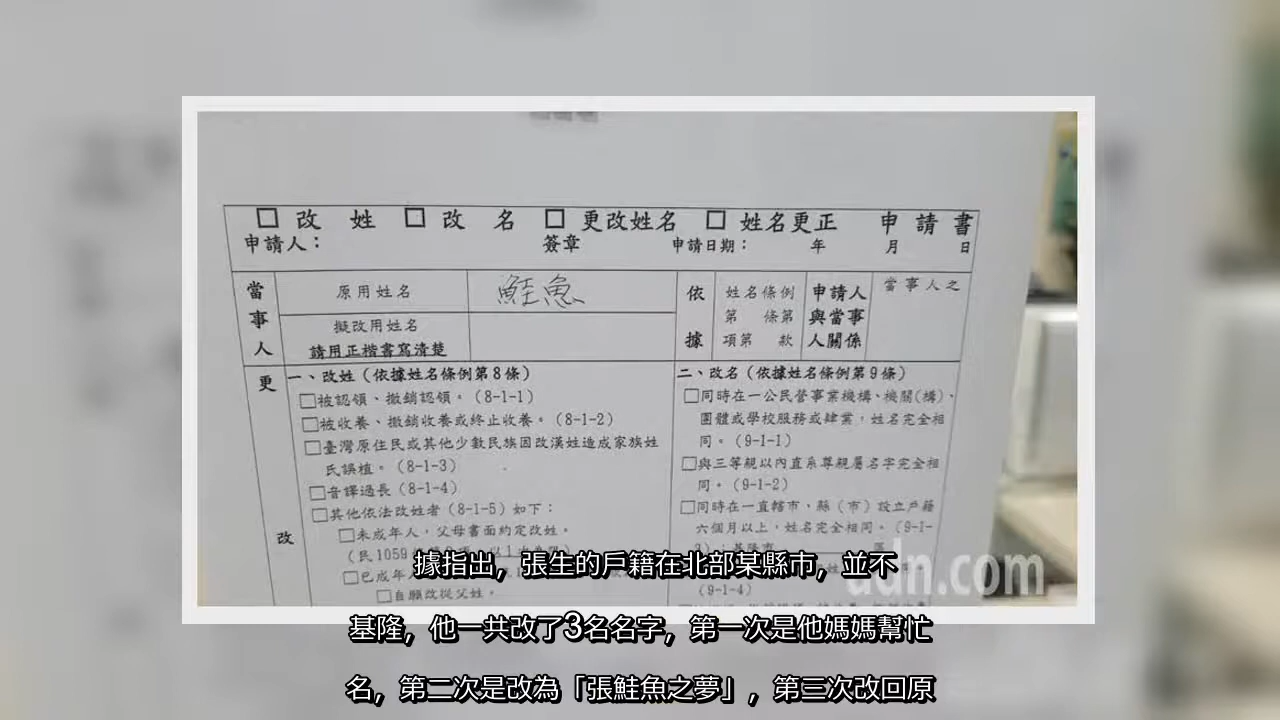 □ 改 姓 □ 改 名 □ 更改姓名 □ 姓名更正 申 請 書
申請人： 簽章 申請日期： 年 月 日
當事人
原用姓名 鮭魚
擬改用姓名
請用正楷書寫清楚
依據
姓名條例
第 條第
項第 款
申請人
與當事
人關係
當事人之
更
改
一、改姓（依據姓名條例第8條）
□被認領、撤銷認領。（8-1-1）
□被收養、撤銷收養或終止收養。（8-1-2）
□臺灣原住民或其他少數民族因改漢姓造成家族姓
氏誤植。（8-1-3）
□音譯過長（8-1-4）
□其他依法改姓者（8-1-5）如下：
□未成年人，父母書面約定改姓。
（民1059
□已成年人
□自願改從父姓。
二、改名（依據姓名條例第9條）
□同時在一公民營事業機構、機關(構)、
團體或學校服務或肄業，姓名完全相
同。（9-1-1）
□與三等親以內直系尊親屬名字完全相
同。（9-1-2）
□同時在一直轄市、縣（市）設立戶籍
六個月以上，姓名完全相同。（9-1-
（9-1-4）
udn.com
據指出，張生的戶籍在北部某縣市，並不
基隆，他一共改了3名名字，第一次是他媽媽幫忙
名，第二次是改為「張鮭魚之夢」，第三次改回原